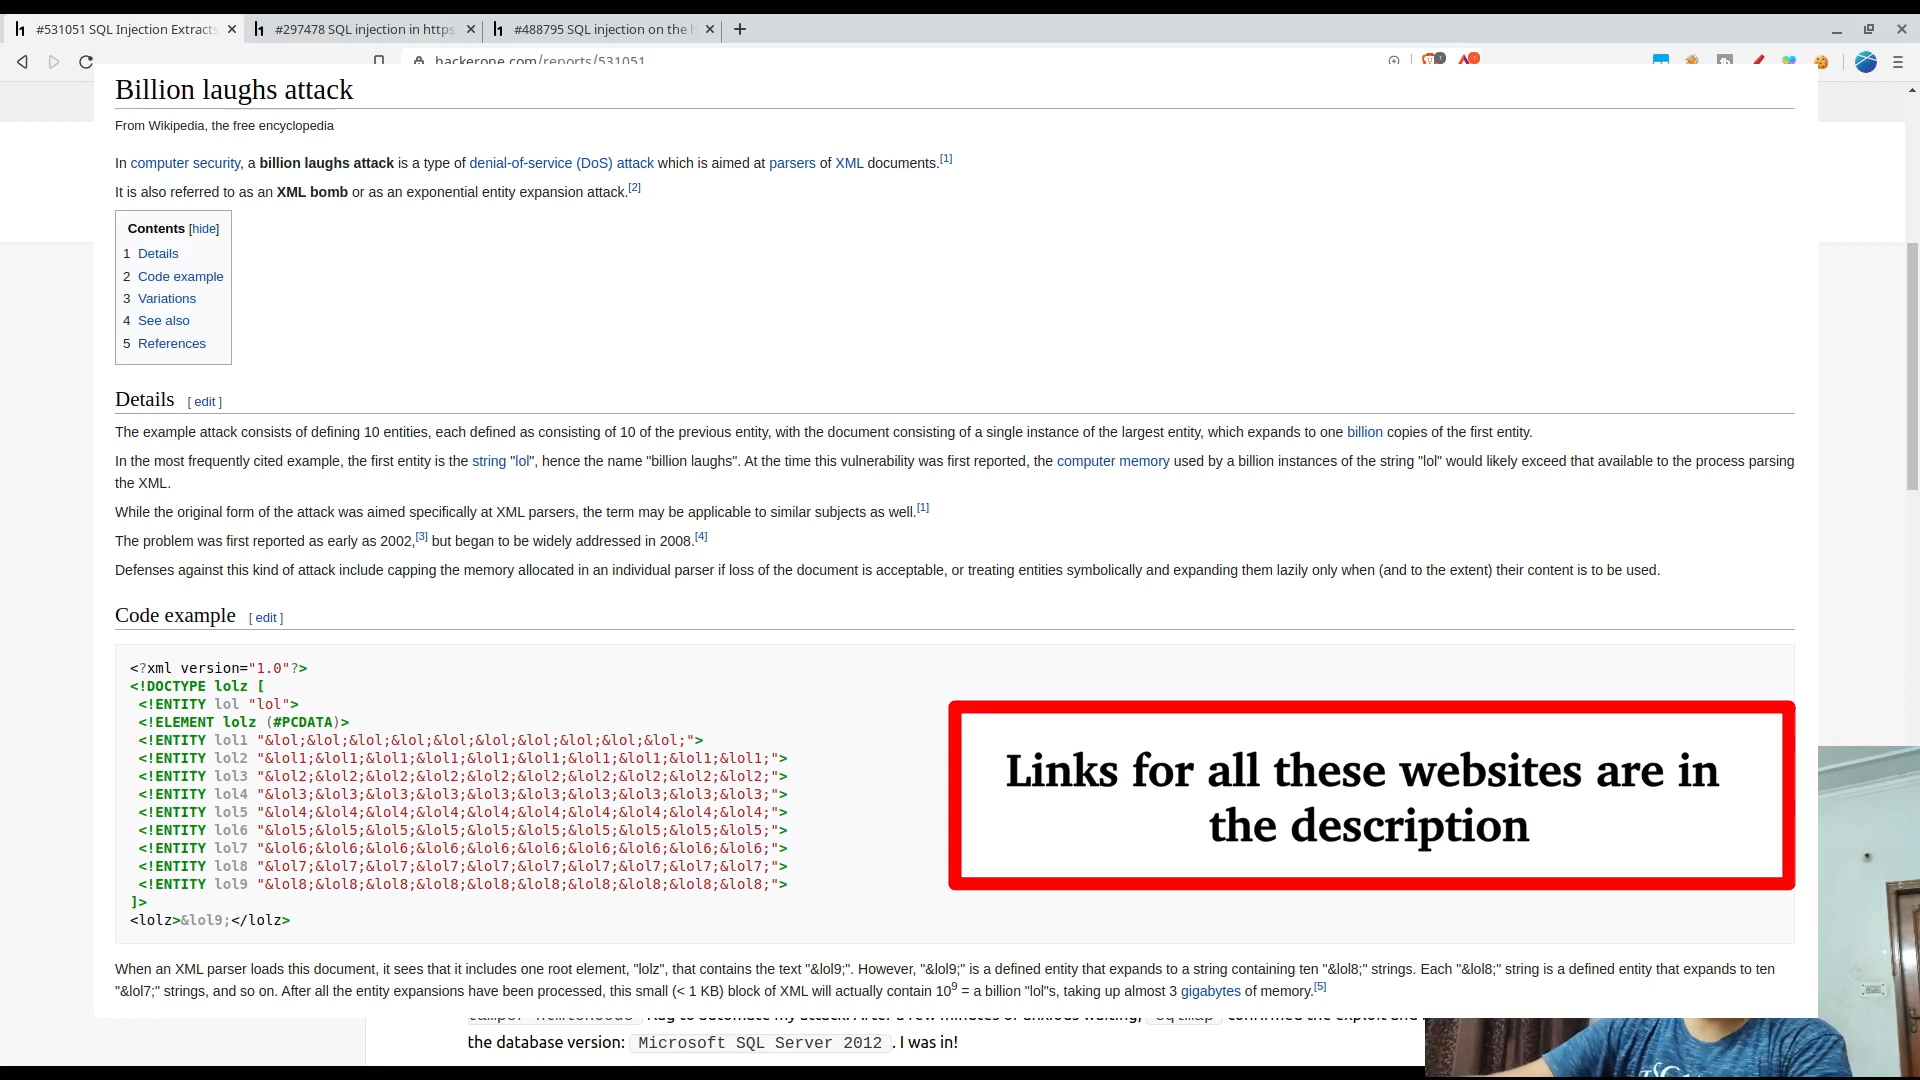 #531051 SQL Injection Extracts
#297478 SQL injection in https:
#488795 SQL injection on the h
hackerone.com/reports/531051
Billion laughs attack
From Wikipedia, the free encyclopedia
In computer security, a billion laughs attack is a type of denial-of-service (DoS) attack which is aimed at parsers of XML documents.[1]
It is also referred to as an XML bomb or as an exponential entity expansion attack.[2]
Contents [hide]
1 Details
2 Code example
3 Variations
4 See also
5 References
Details [ edit ]
The example attack consists of defining 10 entities, each defined as consisting of 10 of the previous entity, with the document consisting of a single instance of the largest entity, which expands to one billion copies of the first entity.
In the most frequently cited example, the first entity is the string "lol", hence the name "billion laughs". At the time this vulnerability was first reported, the computer memory used by a billion instances of the string "lol" would likely exceed that available to the process parsing
the XML.
While the original form of the attack was aimed specifically at XML parsers, the term may be applicable to similar subjects as well.[1]
The problem was first reported as early as 2002,[3] but began to be widely addressed in 2008.[4]
Defenses against this kind of attack include capping the memory allocated in an individual parser if loss of the document is acceptable, or treating entities symbolically and expanding them lazily only when (and to the extent) their content is to be used.
Code example [ edit ]
<?xml version="1.0"?>
<!DOCTYPE lolz [
<!ENTITY lol "lol">
<!ELEMENT lolz (#PCDATA)>
<!ENTITY lol1 "&lol;&lol;&lol;&lol;&lol;&lol;&lol;&lol;&lol;&lol;">
<!ENTITY lol2 "&lol1;&lol1;&lol1;&lol1;&lol1;&lol1;&lol1;&lol1;&lol1;&lol1;">
<!ENTITY lol3 "&lol2;&lol2;&lol2;&lol2;&lol2;&lol2;&lol2;&lol2;&lol2;&lol2;">
<!ENTITY lol4 "&lol3;&lol3;&lol3;&lol3;&lol3;&lol3;&lol3;&lol3;&lol3;&lol3;">
<!ENTITY lol5 "&lol4;&lol4;&lol4;&lol4;&lol4;&lol4;&lol4;&lol4;&lol4;&lol4;">
<!ENTITY lol6 "&lol5;&lol5;&lol5;&lol5;&lol5;&lol5;&lol5;&lol5;&lol5;&lol5;">
<!ENTITY lol7 "&lol6;&lol6;&lol6;&lol6;&lol6;&lol6;&lol6;&lol6;&lol6;&lol6;">
<!ENTITY lol8 "&lol7;&lol7;&lol7;&lol7;&lol7;&lol7;&lol7;&lol7;&lol7;&lol7;">
<!ENTITY lol9 "&lol8;&lol8;&lol8;&lol8;&lol8;&lol8;&lol8;&lol8;&lol8;&lol8;">
]>
<lolz>&lol9;</lolz>
Links for all these websites are in
the description
When an XML parser loads this document, it sees that it includes one root element, "lolz", that contains the text "&lol9;". However, "&lol9;" is a defined entity that expands to a string containing ten "&lol8;" strings. Each "&lol8;" string is a defined entity that expands to ten
"&lol7;" strings, and so on. After all the entity expansions have been processed, this small (< 1 KB) block of XML will actually contain 10⁹ = a billion "lol"s, taking up almost 3 gigabytes of memory.[5]
flag to automate my attack. After a few minutes of anxious waiting, sqlmap confirmed the exploit and
the database version: Microsoft SQL Server 2012 . I was in!